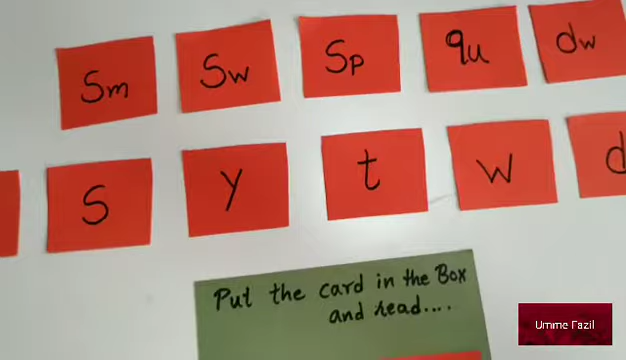 Sm Sw Sp qu dw
S y t w d
Put the card in the Box
and read....
Umme Fazil